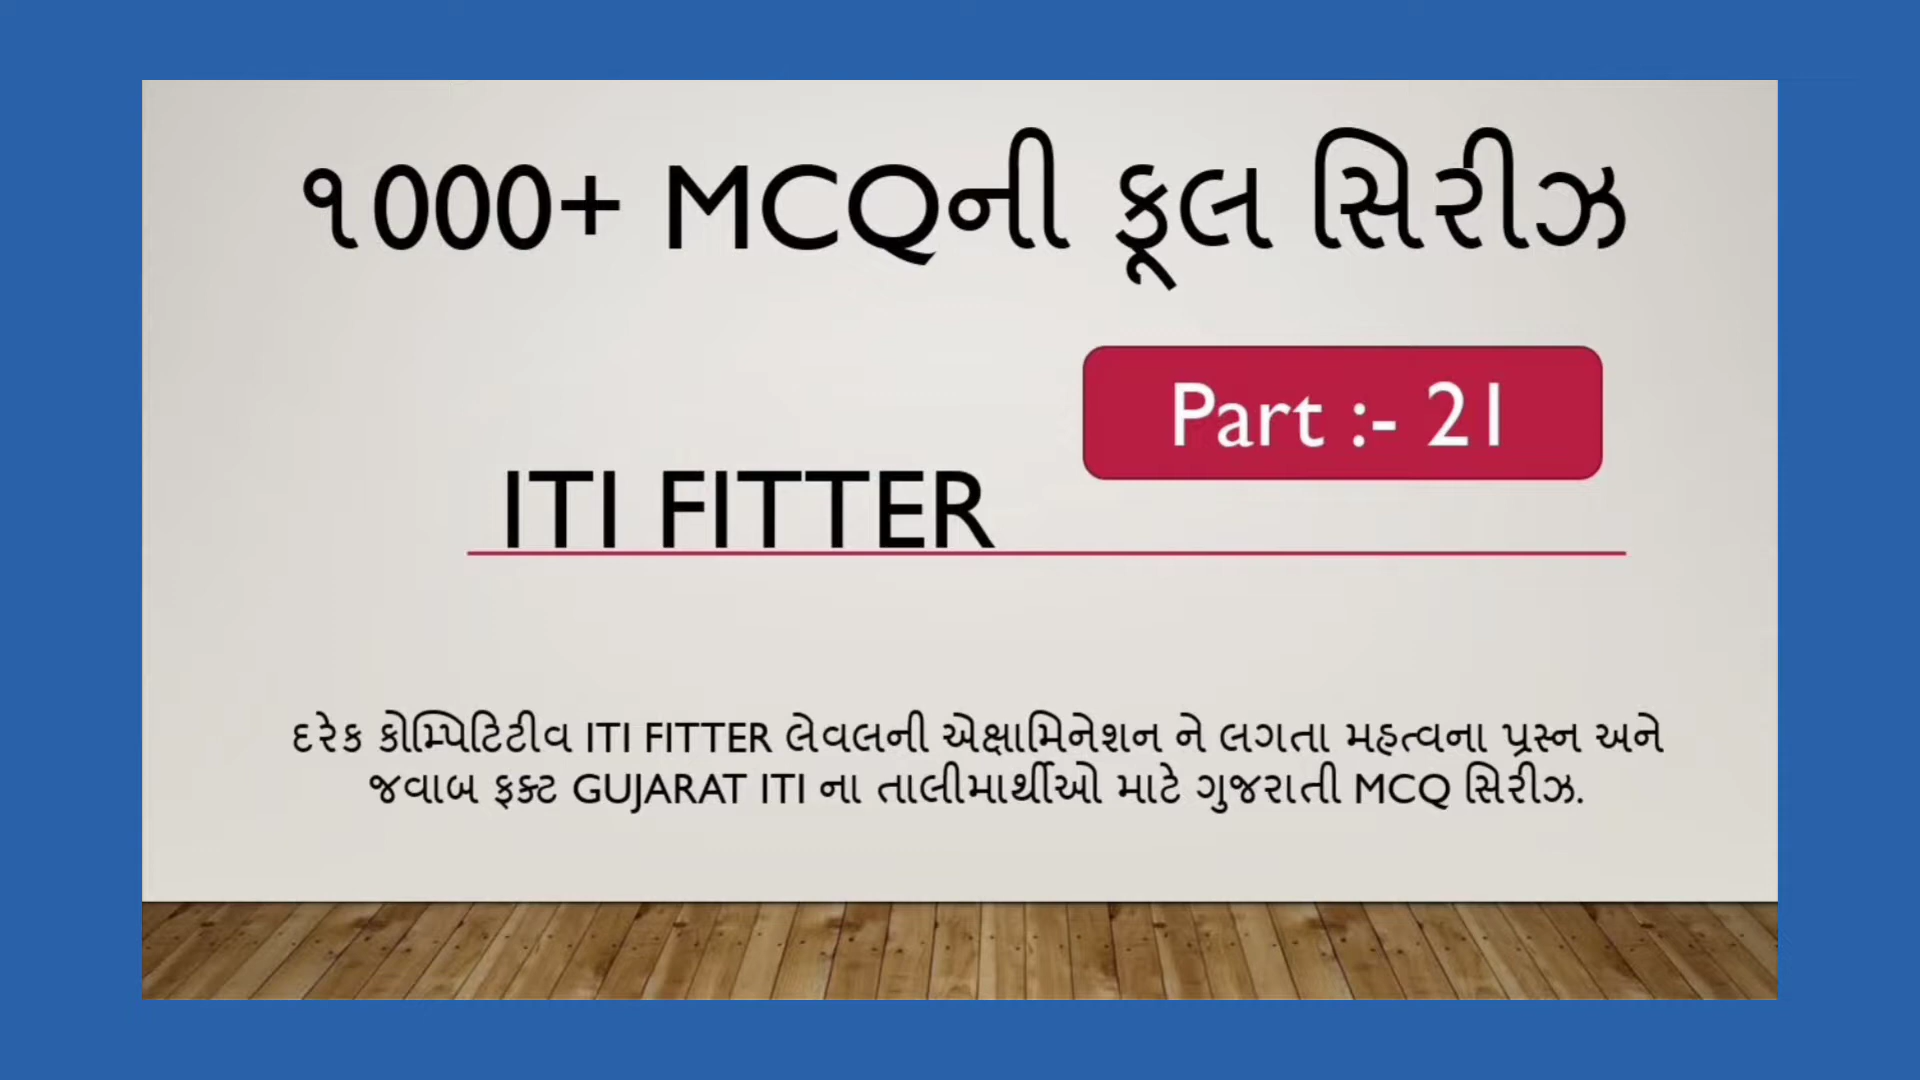 ૧000+ MCQની ફૂલ સિરીઝ
Part :- 21
ITI FITTER
દરેક કોમ્પિટિટીવ ITI FITTER લેવલની એક્ષામિનેશન ને લગતા મહત્વના પ્રસ્ન અને
જવાબ ફક્ટ GUJARAT ITI ના તાલીમાર્થીઓ માટે ગુજરાતી MCQ સિરીઝ.